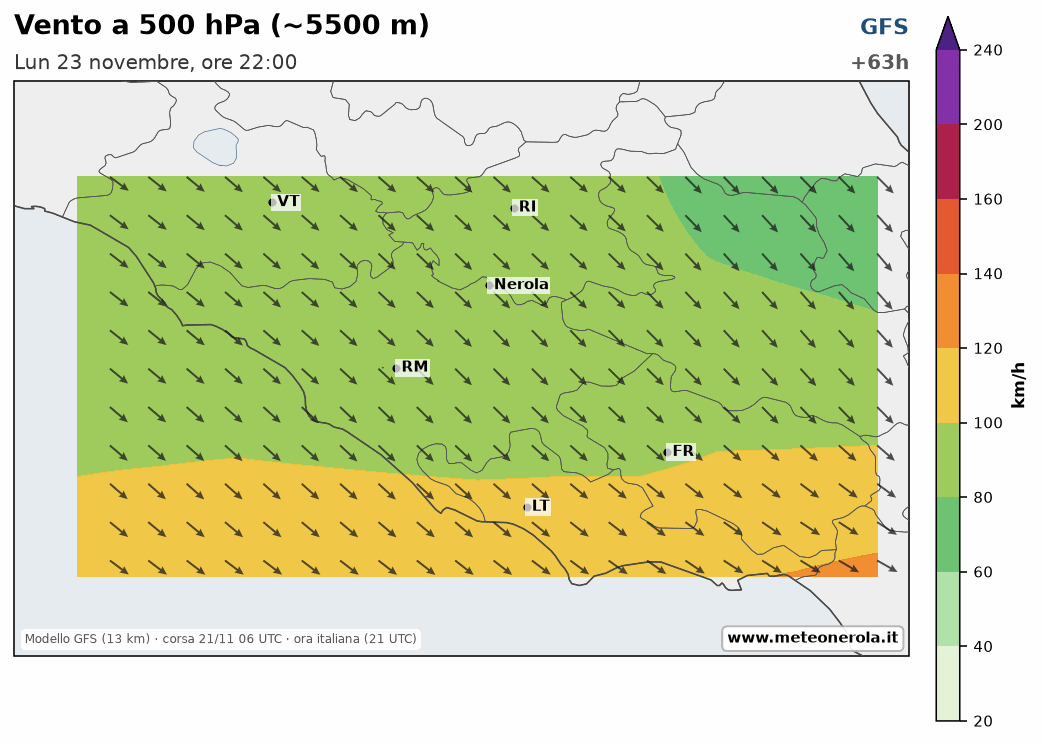 Vento a 500 hPa (~5500 m)
GFS
Lun 23 novembre, ore 22:00
+63h
VT
RI
Nerola
RM
FR
LT
Modello GFS (13 km) · corsa 21/11 06 UTC · ora italiana (21 UTC)
www.meteonerola.it
240
200
160
140
120
100
80
60
40
20
km/h